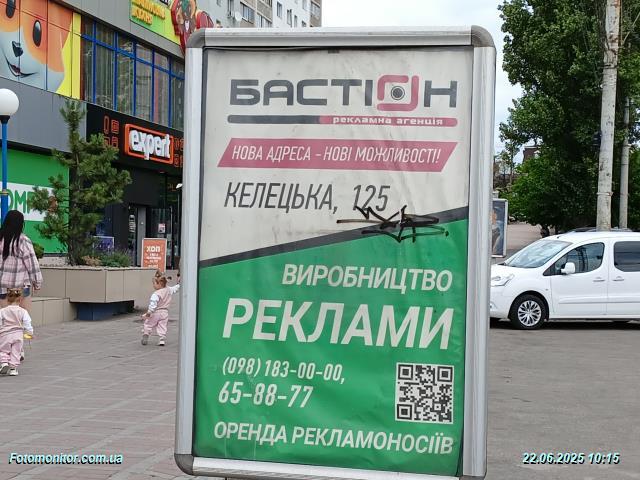 expert
БАСТІОН
рекламна агенція
НОВА АДРЕСА - НОВІ МОЖЛИВОСТІ!
КЕЛЕЦЬКА, 125
ХОП
ВИРОБНИЦТВО
РЕКЛАМИ
(098) 183-00-00,
65-88-77
ОРЕНДА РЕКЛАМОНОСІЇВ
Fotomonitor.com.ua
22.06.2025 10:15